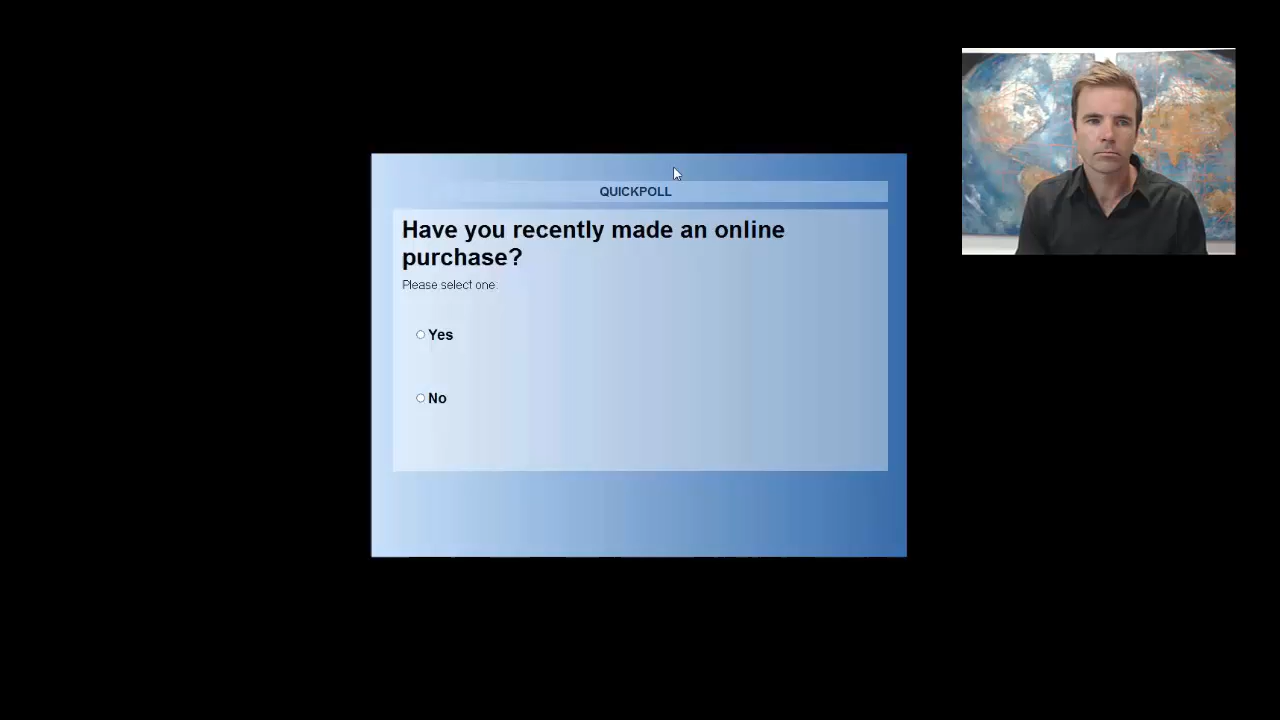 QUICKPOLL
Have you recently made an online
purchase?
Please select one:
Yes
No